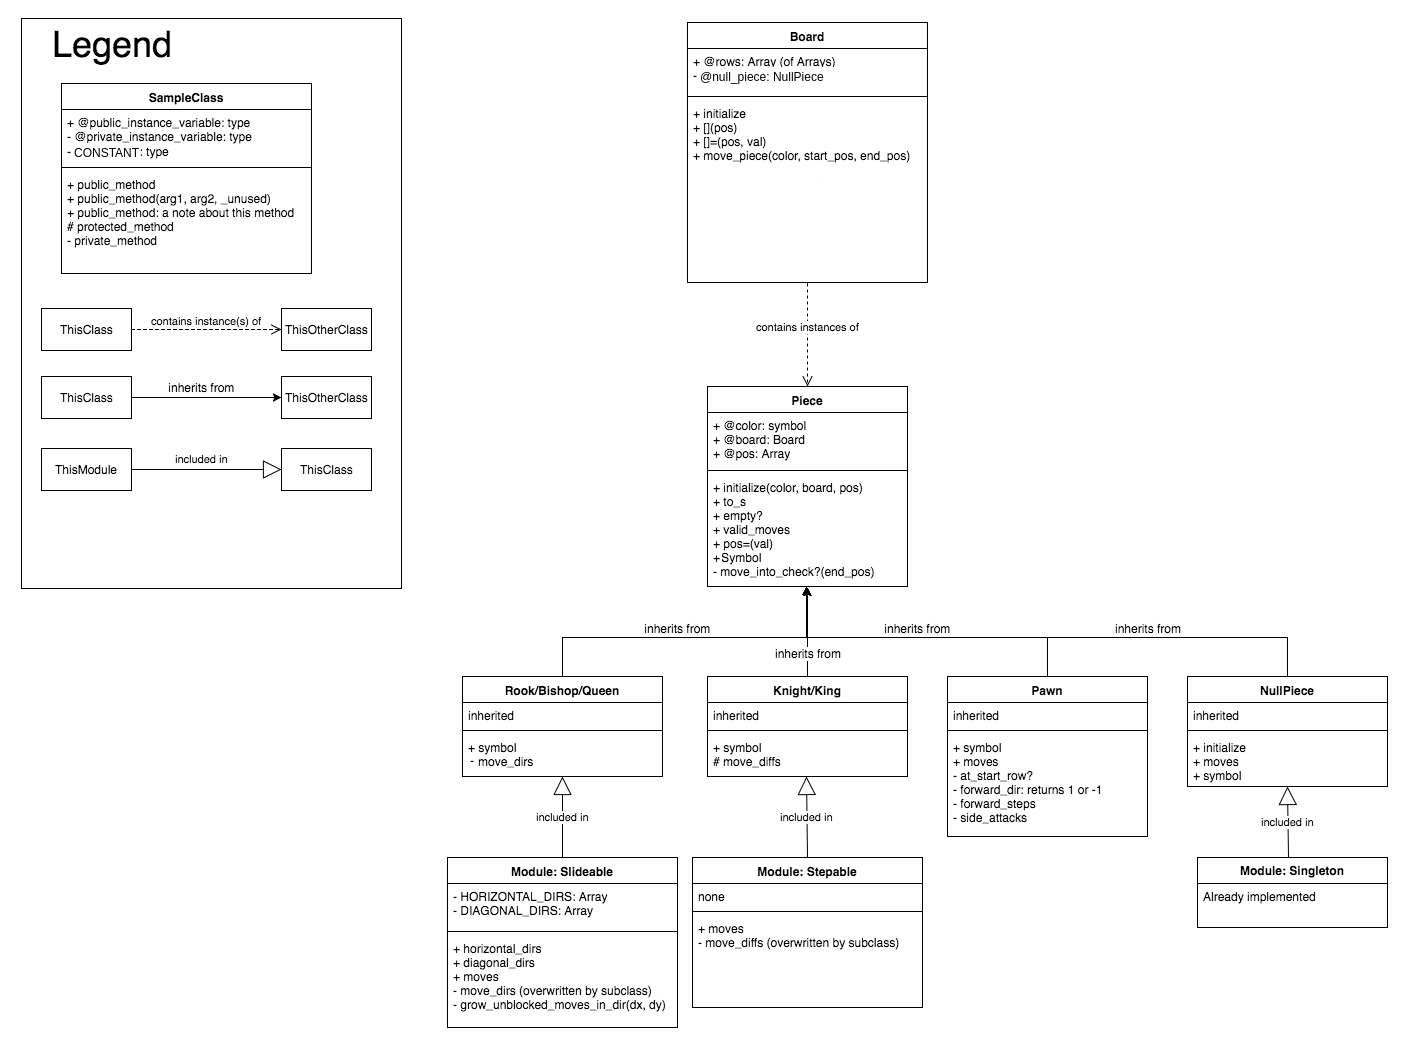 Legend
SampleClass
+ @public_instance_variable: type
- @private_instance_variable: type
- CONSTANT: type
+ public_method
+ public_method(arg1, arg2, _unused)
+ public_method: a note about this method
# protected_method
- private_method
ThisClass
contains instance(s) of
ThisOtherClass
ThisClass
inherits from
ThisOtherClass
ThisModule
included in
ThisClass
Board
+ @rows: Array (of Arrays)
- @null_piece: NullPiece
+ initialize
+ [](pos)
+ []=(pos, val)
+ move_piece(color, start_pos, end_pos)
contains instances of
Piece
+ @color: symbol
+ @board: Board
+ @pos: Array
+ initialize(color, board, pos)
+ to_s
+ empty?
+ valid_moves
+ pos=(val)
+Symbol
- move_into_check?(end_pos)
inherits from
inherits from
inherits from
inherits from
Rook/Bishop/Queen
inherited
+ symbol
- move_dirs
Knight/King
inherited
+ symbol
# move_diffs
Pawn
inherited
+ symbol
+ moves
- at_start_row?
- forward_dir: returns 1 or -1
- forward_steps
- side_attacks
NullPiece
inherited
+ initialize
+ moves
+ symbol
included in
included in
included in
Module: Slideable
- HORIZONTAL_DIRS: Array
- DIAGONAL_DIRS: Array
+ horizontal_dirs
+ diagonal_dirs
+ moves
- move_dirs (overwritten by subclass)
- grow_unblocked_moves_in_dir(dx, dy)
Module: Stepable
none
+ moves
- move_diffs (overwritten by subclass)
Module: Singleton
Already implemented